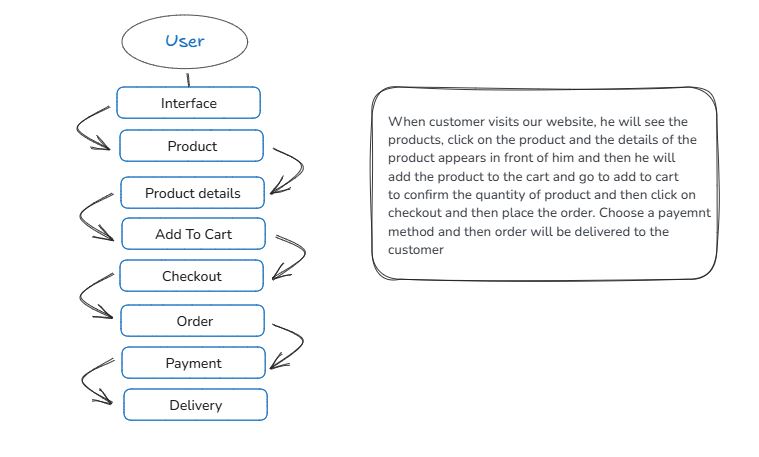 User
Interface
Product
Product details
Add To Cart
Checkout
Order
Payment
Delivery
When customer visits our website, he will see the
products, click on the product and the details of the
product appears in front of him and then he will
add the product to the cart and go to add to cart
to confirm the quantity of product and then click on
checkout and then place the order. Choose a payemnt
method and then order will be delivered to the
customer